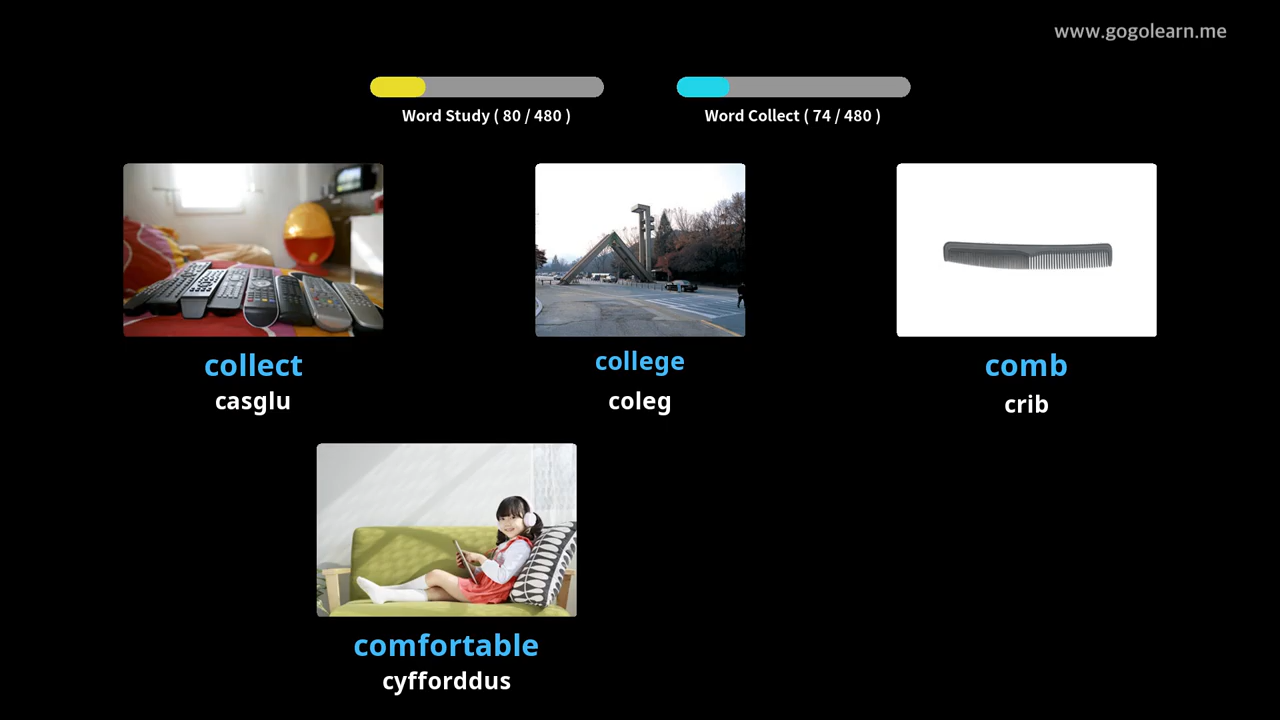 www.gogolearn.me
Word Study ( 80 / 480 )
Word Collect ( 74 / 480 )
collect
casglu
college
coleg
comb
crib
comfortable
cyfforddus